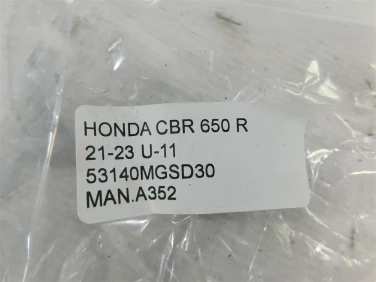 HONDA CBR 650 R
21-23 U-11
53140MGSD30
MAN.A352